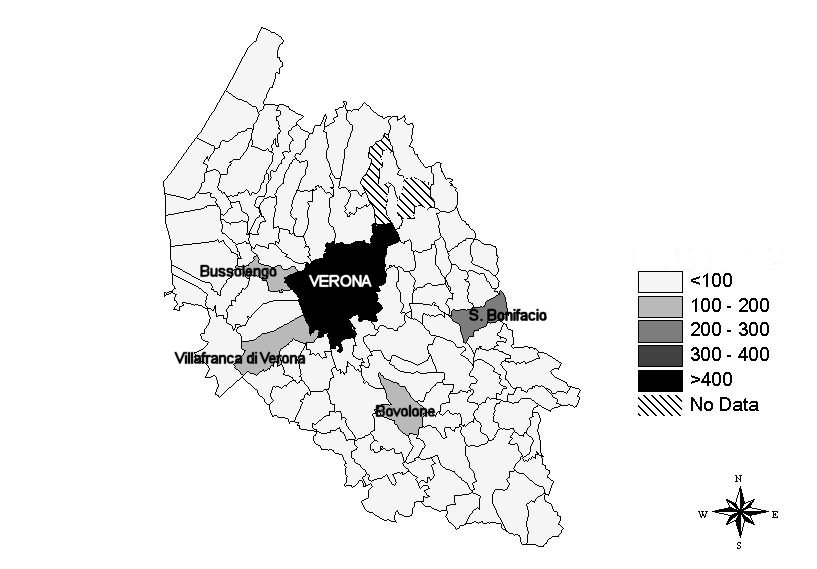 Bussolengo
VERONA
S. Bonifacio
Villafranca di Verona
Bovolone
<100
100 - 200
200 - 300
300 - 400
>400
No Data
N
W E
S